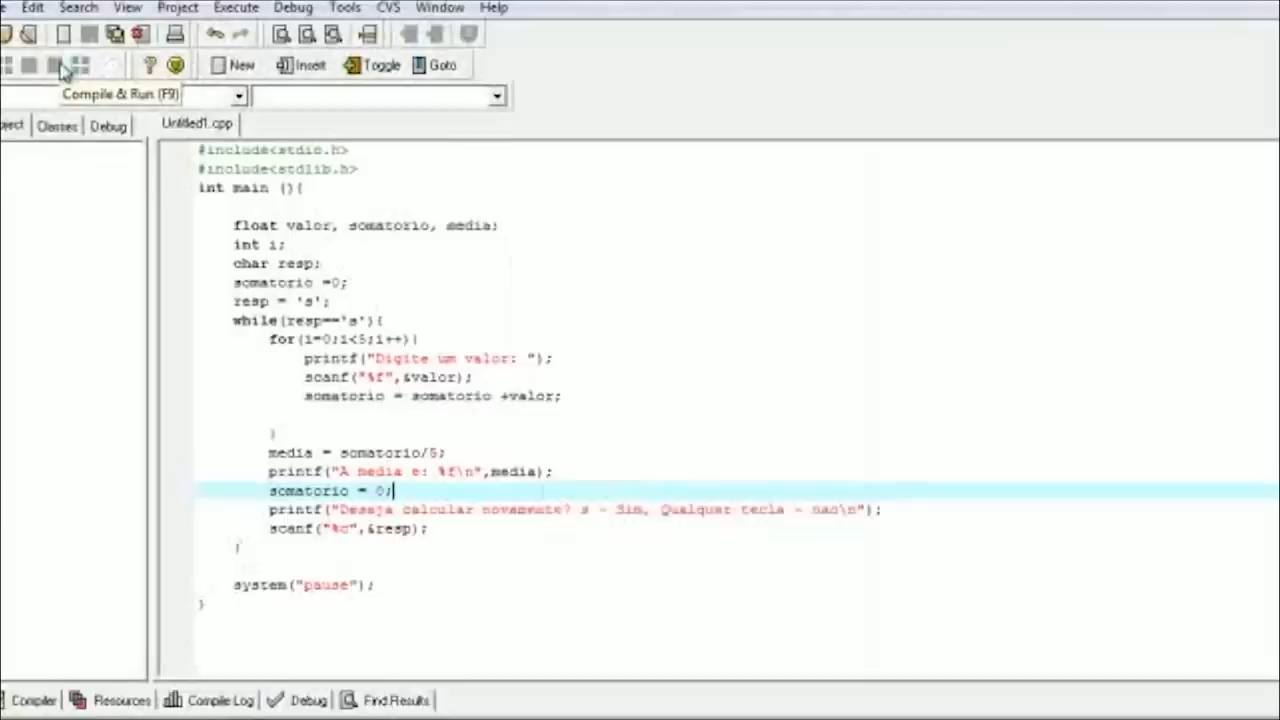 Edit Search View Project Execute Debug Tools CVS Window Help
New Insert Toggle Goto
Compile & Run (F9)
Classes Debug Untitled1.cpp
#include<stdio.h>
#include<stdlib.h>
int main (){
float valor, somatorio, media;
int i;
char resp;
somatorio =0;
resp = 's';
while(resp=='s'){
for(i=0;i<5;i++){
printf("Digite um valor: ");
scanf("%f",&valor);
somatorio = somatorio +valor;
}
media = somatorio/5;
printf("A media e: %f\n",media);
somatorio = 0;
printf("Deseja calcular novamnute? s - Sim, Qualquer tecla - nao\n");
scanf("%c",&resp);
}
system("pause");
}
Compiler Resources Compile Log Debug Find Results